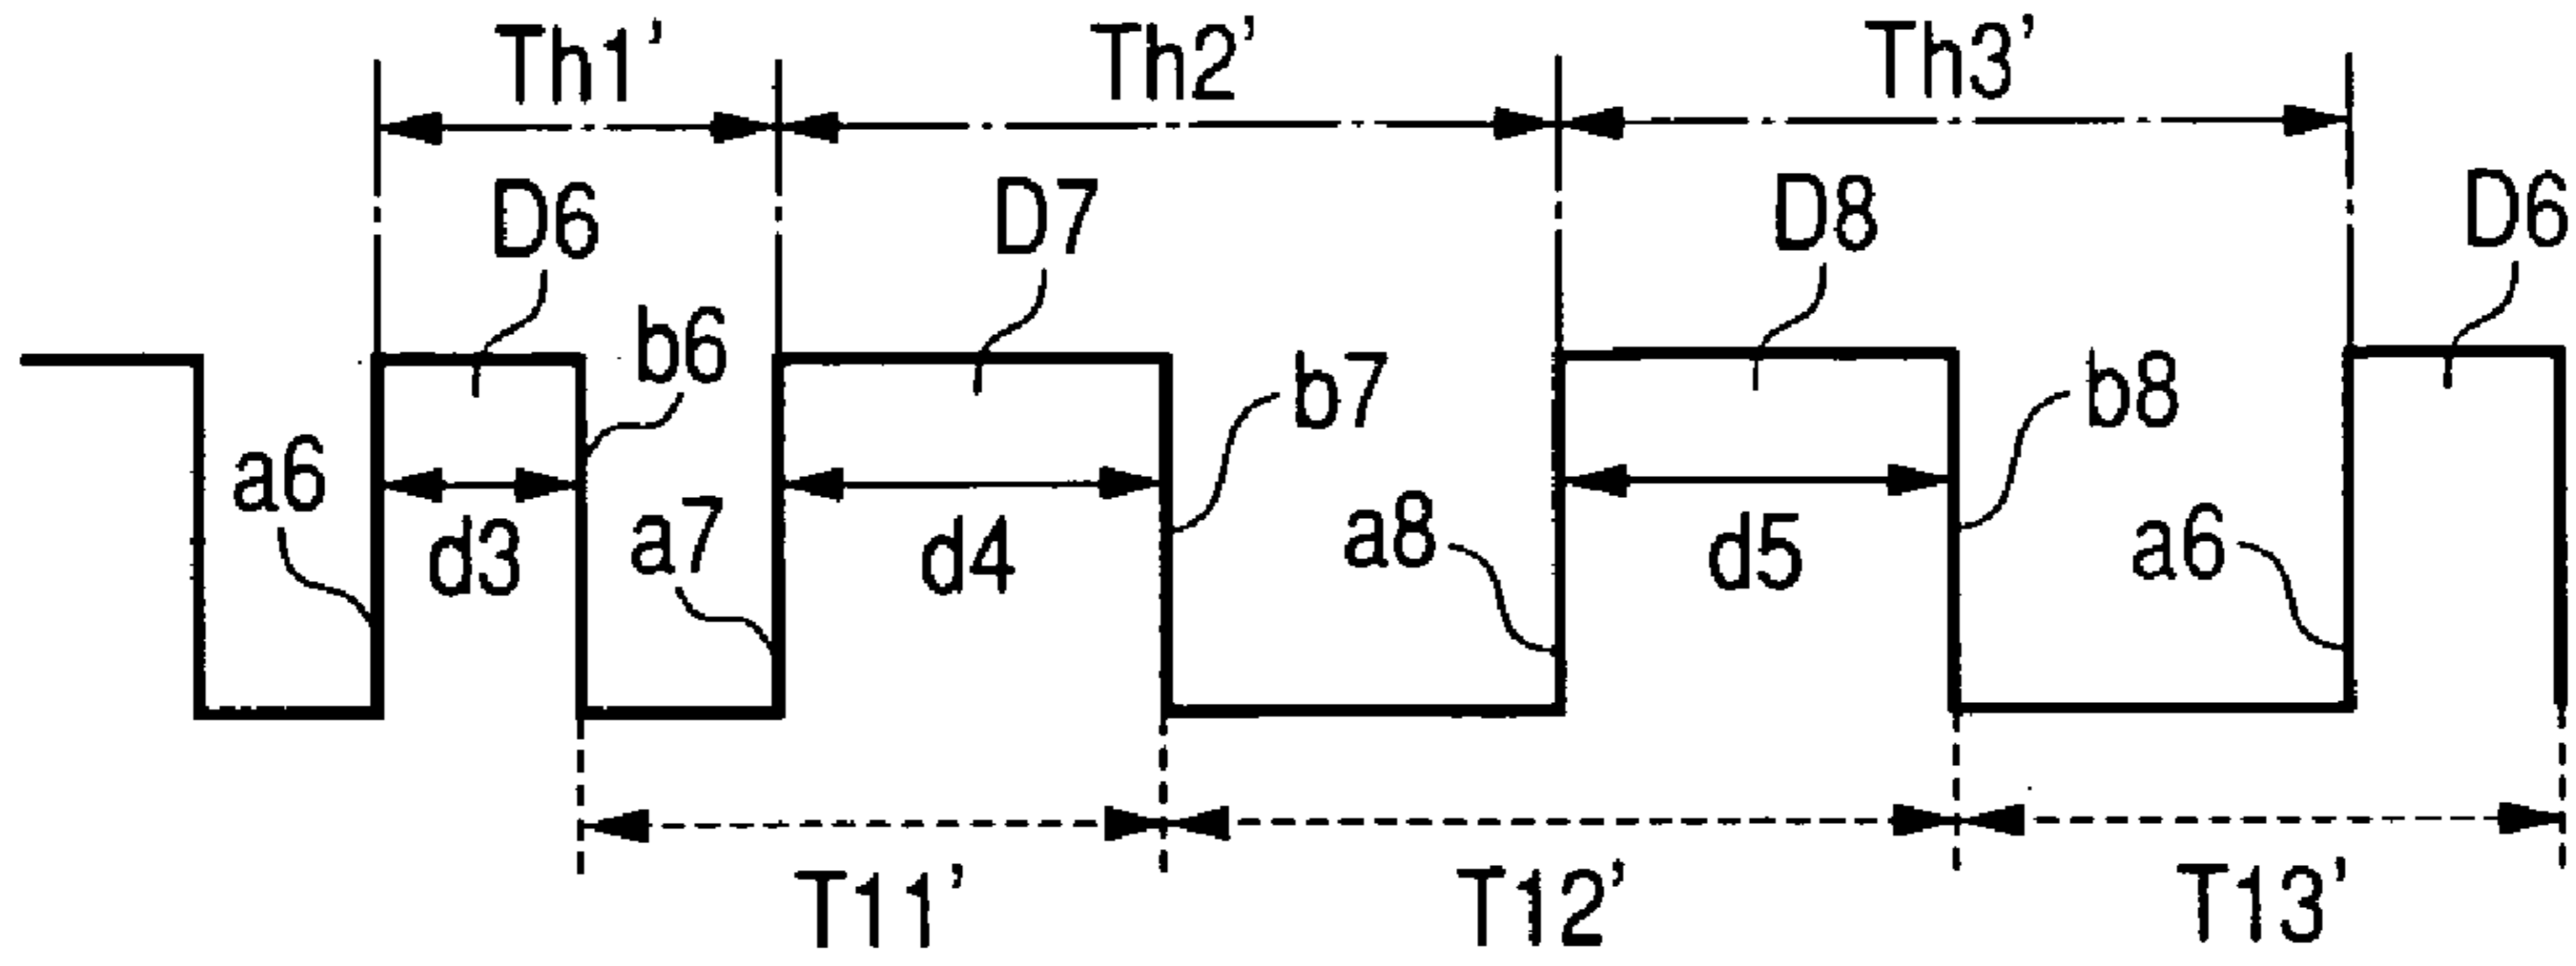 Th1’ Th2’ Th3’
D6 D7 D8 D6
b6 b7 b8
a6 d3 a7 d4 a8 d5 a6
T11’ T12’ T13’